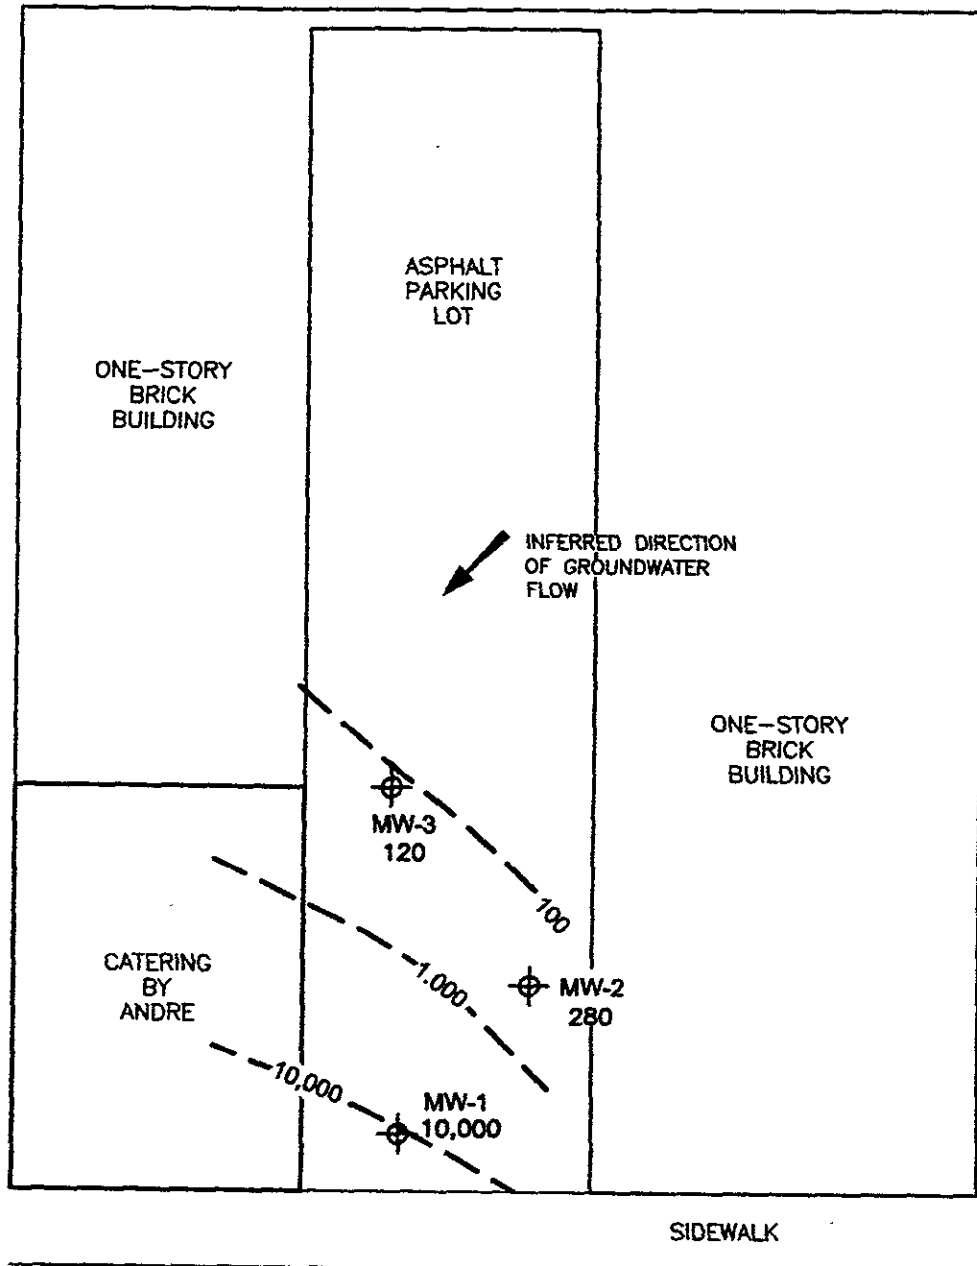 ASPHALT
PARKING
LOT
ONE-STORY
BRICK
BUILDING
INFERRED DIRECTION
OF GROUNDWATER
FLOW
ONE-STORY
BRICK
BUILDING
MW-3
120
100
CATERING
BY
ANDRE
1.000
MW-2
280
10,000
MW-1
10,000
SIDEWALK